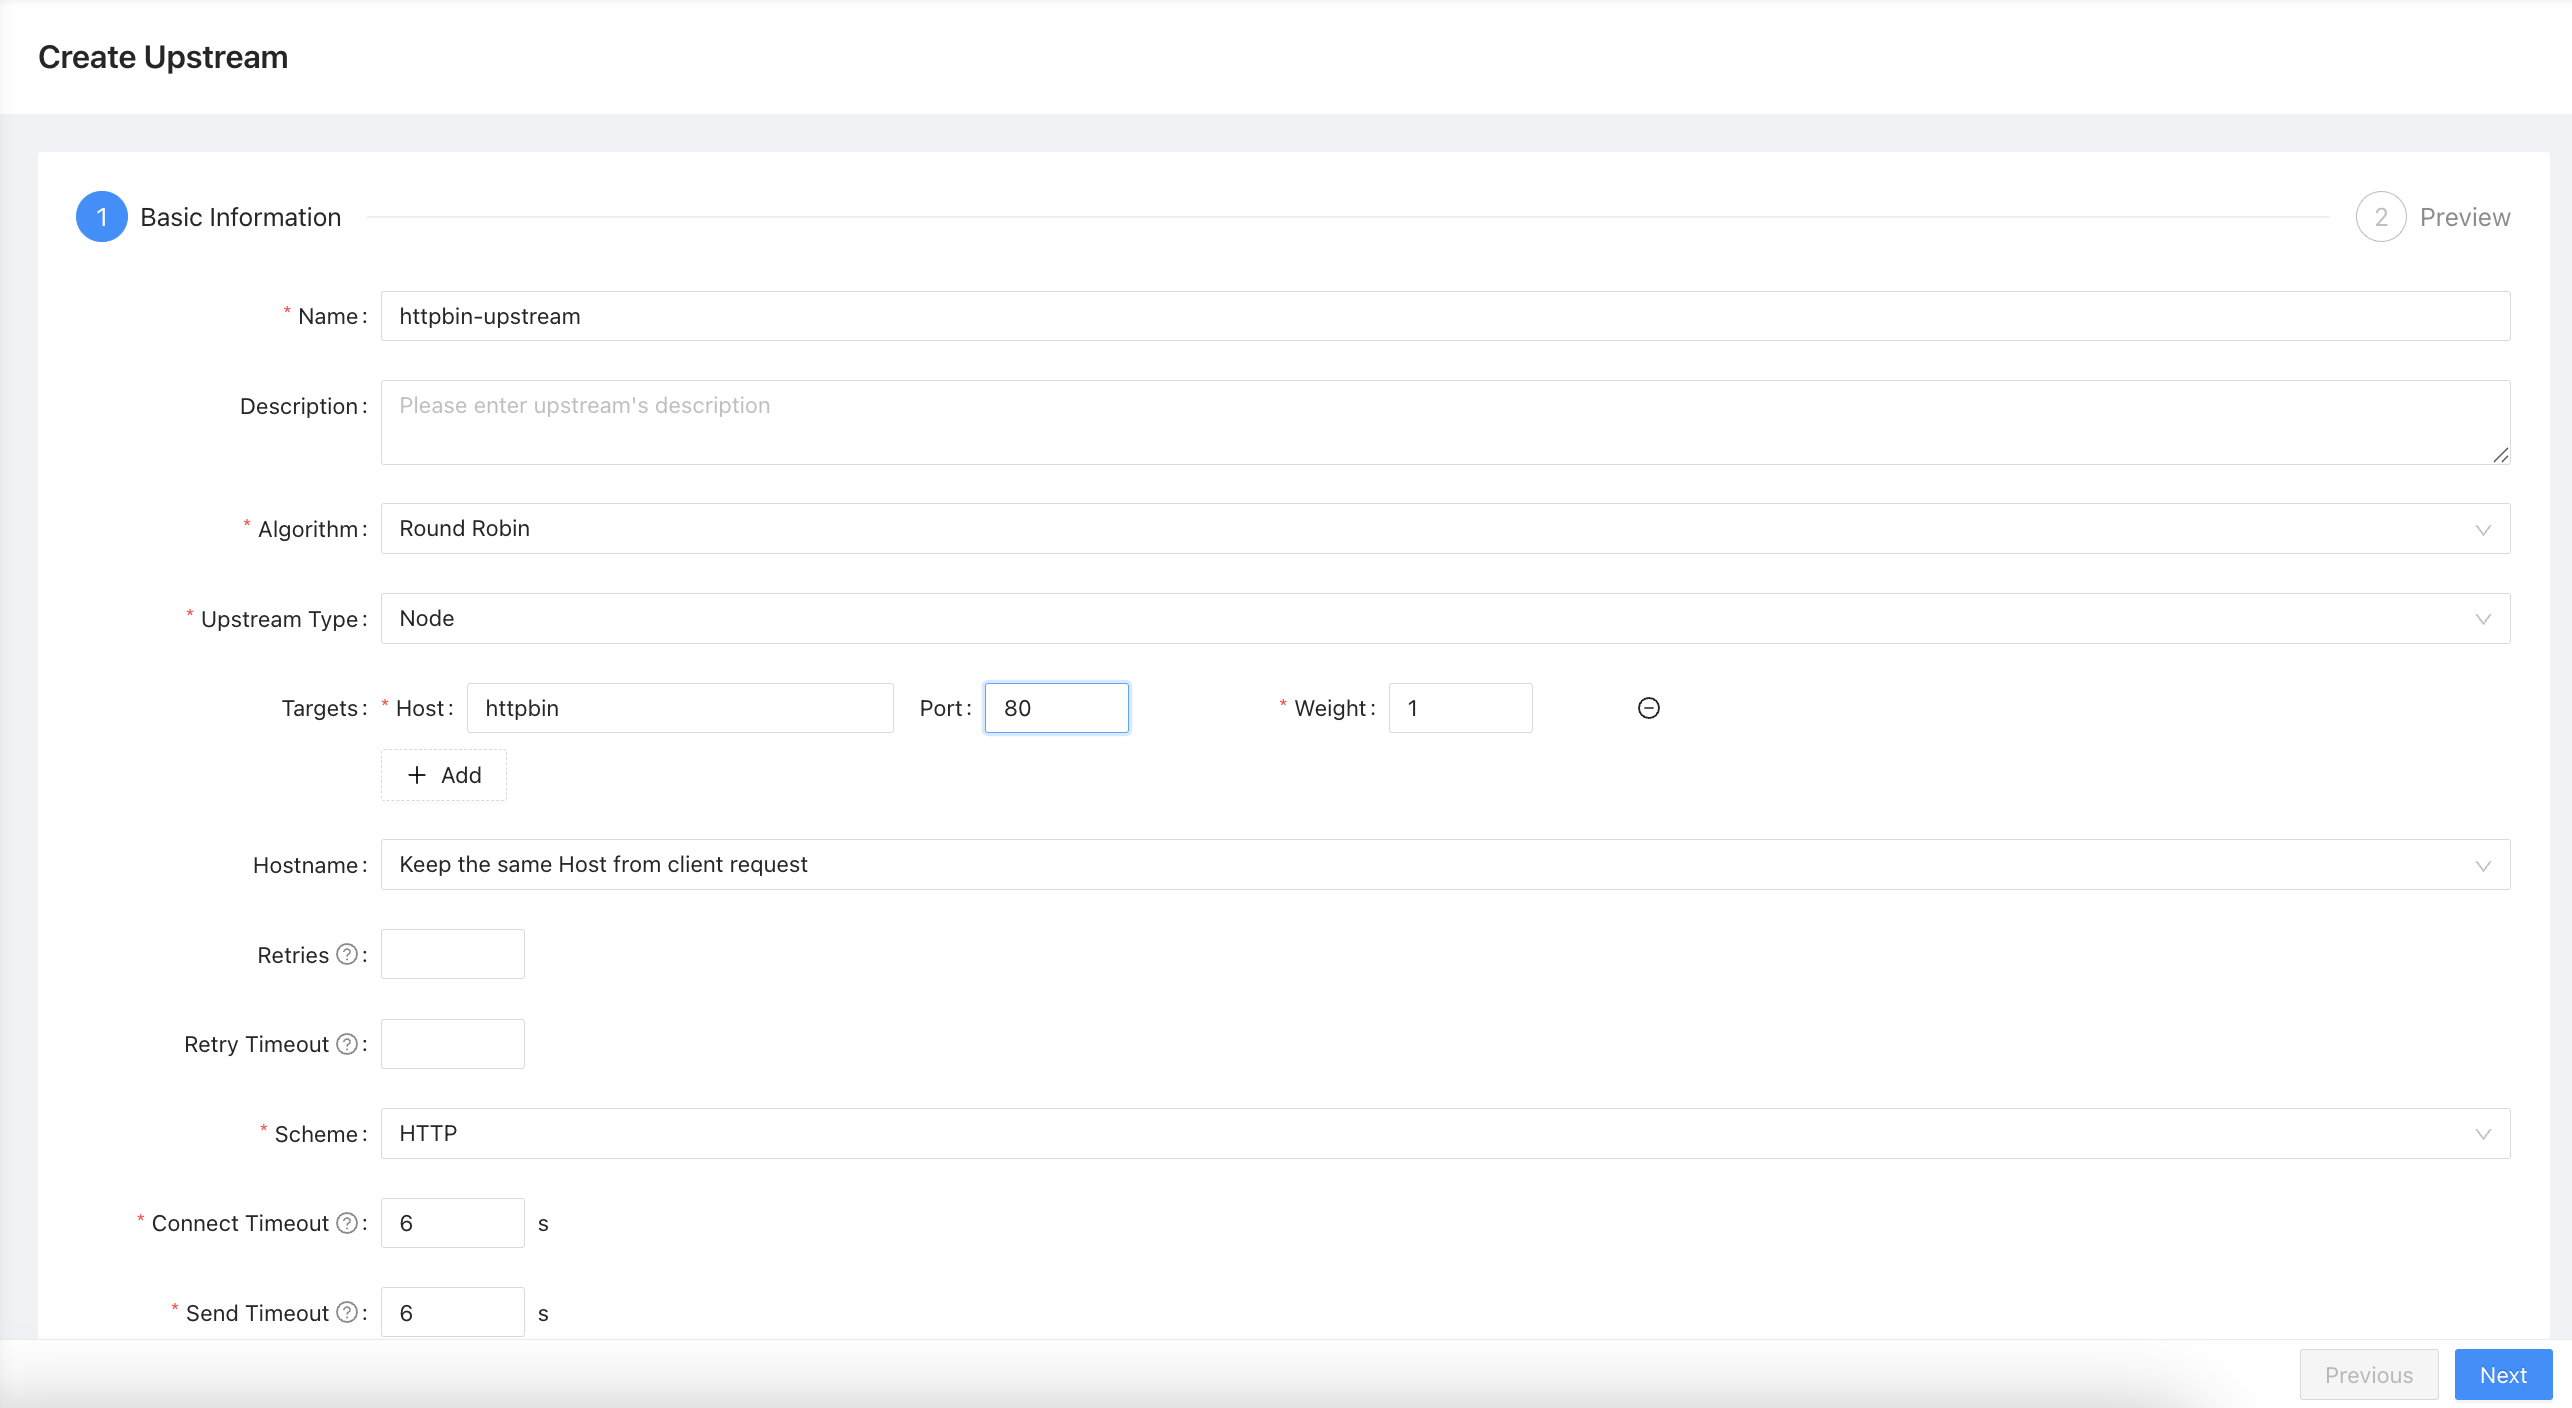 Create Upstream
1 Basic Information 2 Preview
* Name: httpbin-upstream
Description: Please enter upstream's description
* Algorithm: Round Robin
* Upstream Type: Node
Targets: * Host: httpbin Port: 80 * Weight: 1
+ Add
Hostname: Keep the same Host from client request
Retries ? :
Retry Timeout ? :
* Scheme: HTTP
* Connect Timeout ? : 6 s
* Send Timeout ? : 6 s
Previous Next